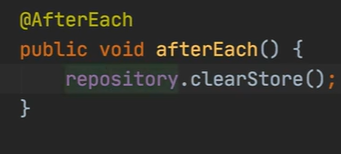 @AfterEach
public void afterEach() {
    repository.clearStore();
}